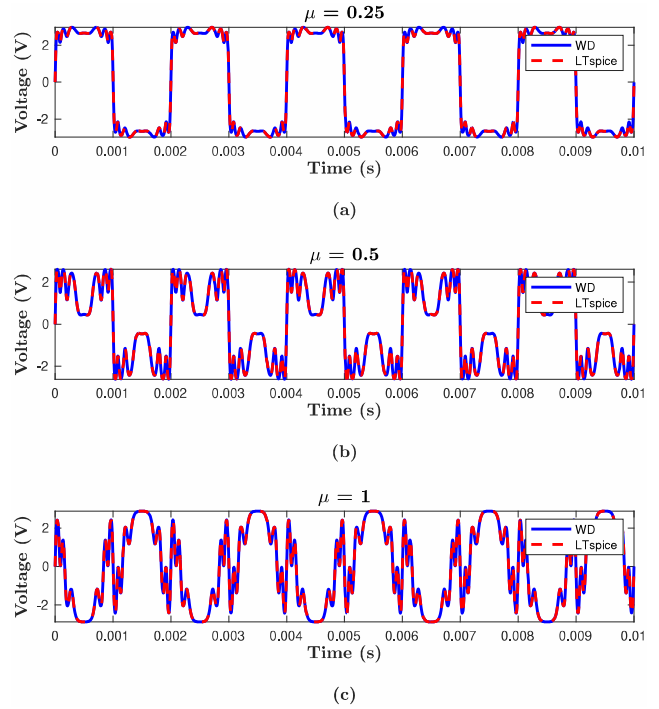 μ = 0.25
Voltage (V)
2
0
-2
WD
LTspice
0 0.001 0.002 0.003 0.004 0.005 0.006 0.007 0.008 0.009 0.01
Time (s)
(a)
μ = 0.5
Voltage (V)
2
0
-2
WD
LTspice
0 0.001 0.002 0.003 0.004 0.005 0.006 0.007 0.008 0.009 0.01
Time (s)
(b)
μ = 1
Voltage (V)
2
0
-2
WD
LTspice
0 0.001 0.002 0.003 0.004 0.005 0.006 0.007 0.008 0.009 0.01
Time (s)
(c)